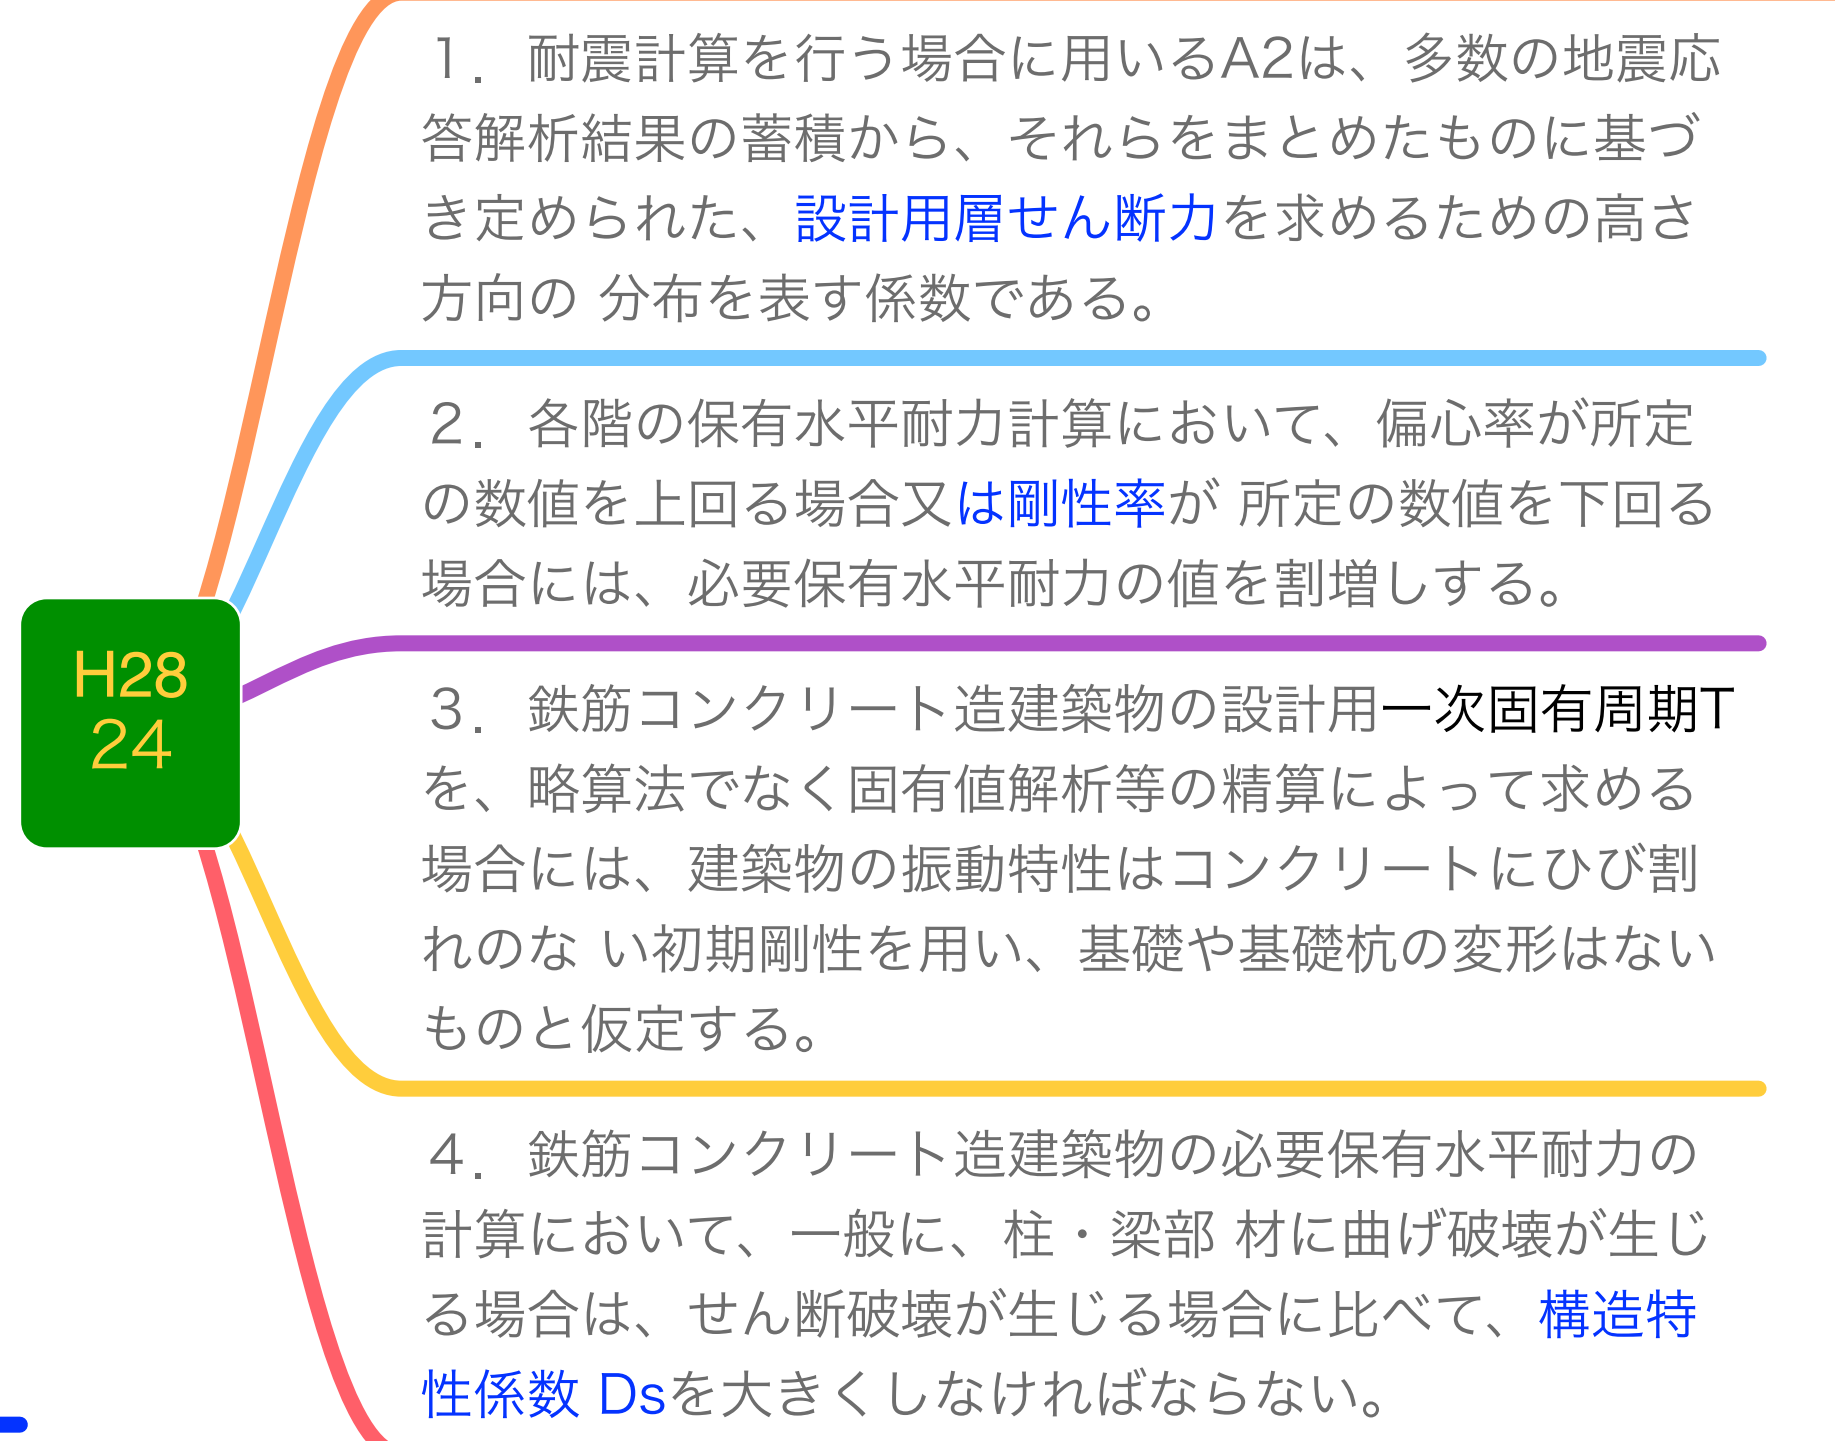 H28
24
１．耐震計算を行う場合に用いるA2は、多数の地震応
答解析結果の蓄積から、それらをまとめたものに基づ
き定められた、設計用層せん断力を求めるための高さ
方向の 分布を表す係数である。
２．各階の保有水平耐力計算において、偏心率が所定
の数値を上回る場合又は剛性率が 所定の数値を下回る
場合には、必要保有水平耐力の値を割増しする。
３．鉄筋コンクリート造建築物の設計用一次固有周期T
を、略算法でなく固有値解析等の精算によって求める
場合には、建築物の振動特性はコンクリートにひび割
れのな い初期剛性を用い、基礎や基礎杭の変形はない
ものと仮定する。
４．鉄筋コンクリート造建築物の必要保有水平耐力の
計算において、一般に、柱・梁部 材に曲げ破壊が生じ
る場合は、せん断破壊が生じる場合に比べて、構造特
性係数 Dsを大きくしなければならない。